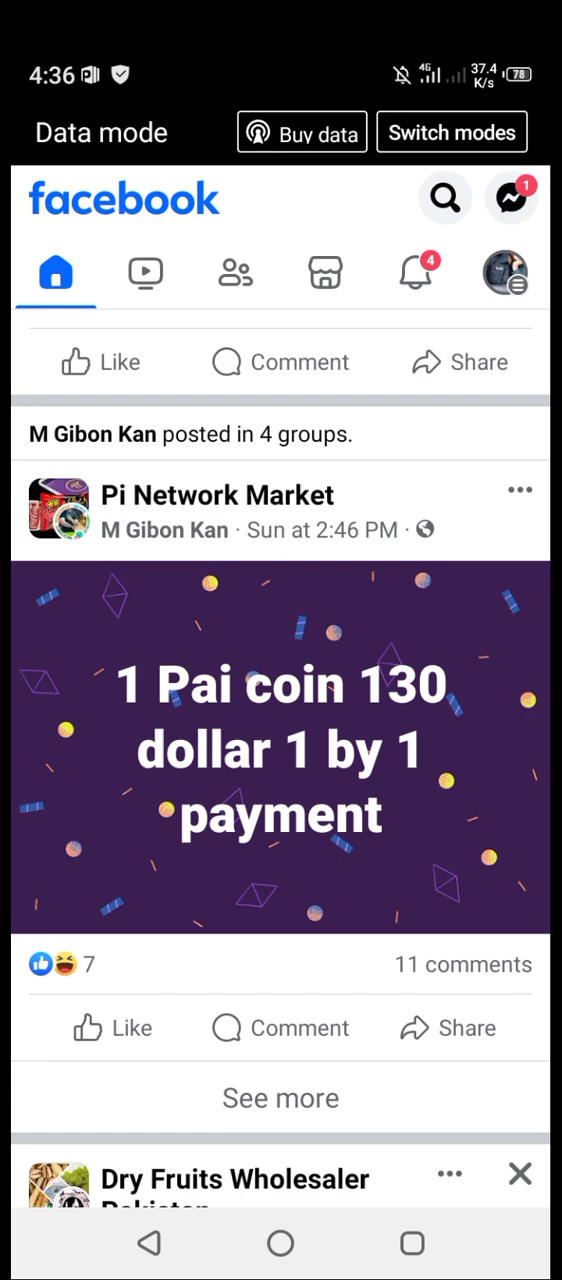 4:36
4G
37.4
K/s
78
Data mode
Buy data
Switch modes
facebook
1
4
Like
Comment
Share
M Gibon Kan posted in 4 groups.
Pi Network Market
M Gibon Kan · Sun at 2:46 PM ·
1 Pai coin 130
dollar 1 by 1
payment
7
11 comments
Like
Comment
Share
See more
Dry Fruits Wholesaler
Pakistan